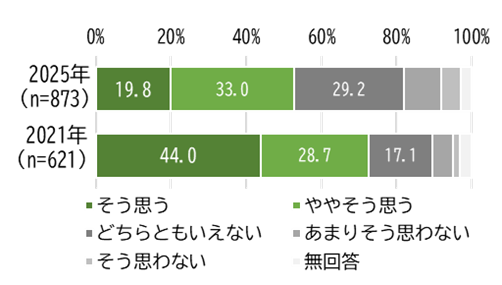 0% 20% 40% 60% 80% 100%
2025年
(n=873)
19.8 33.0 29.2
2021年
(n=621)
44.0 28.7 17.1
そう思う ややそう思う
どちらともいえない あまりそう思わない
そう思わない 無回答